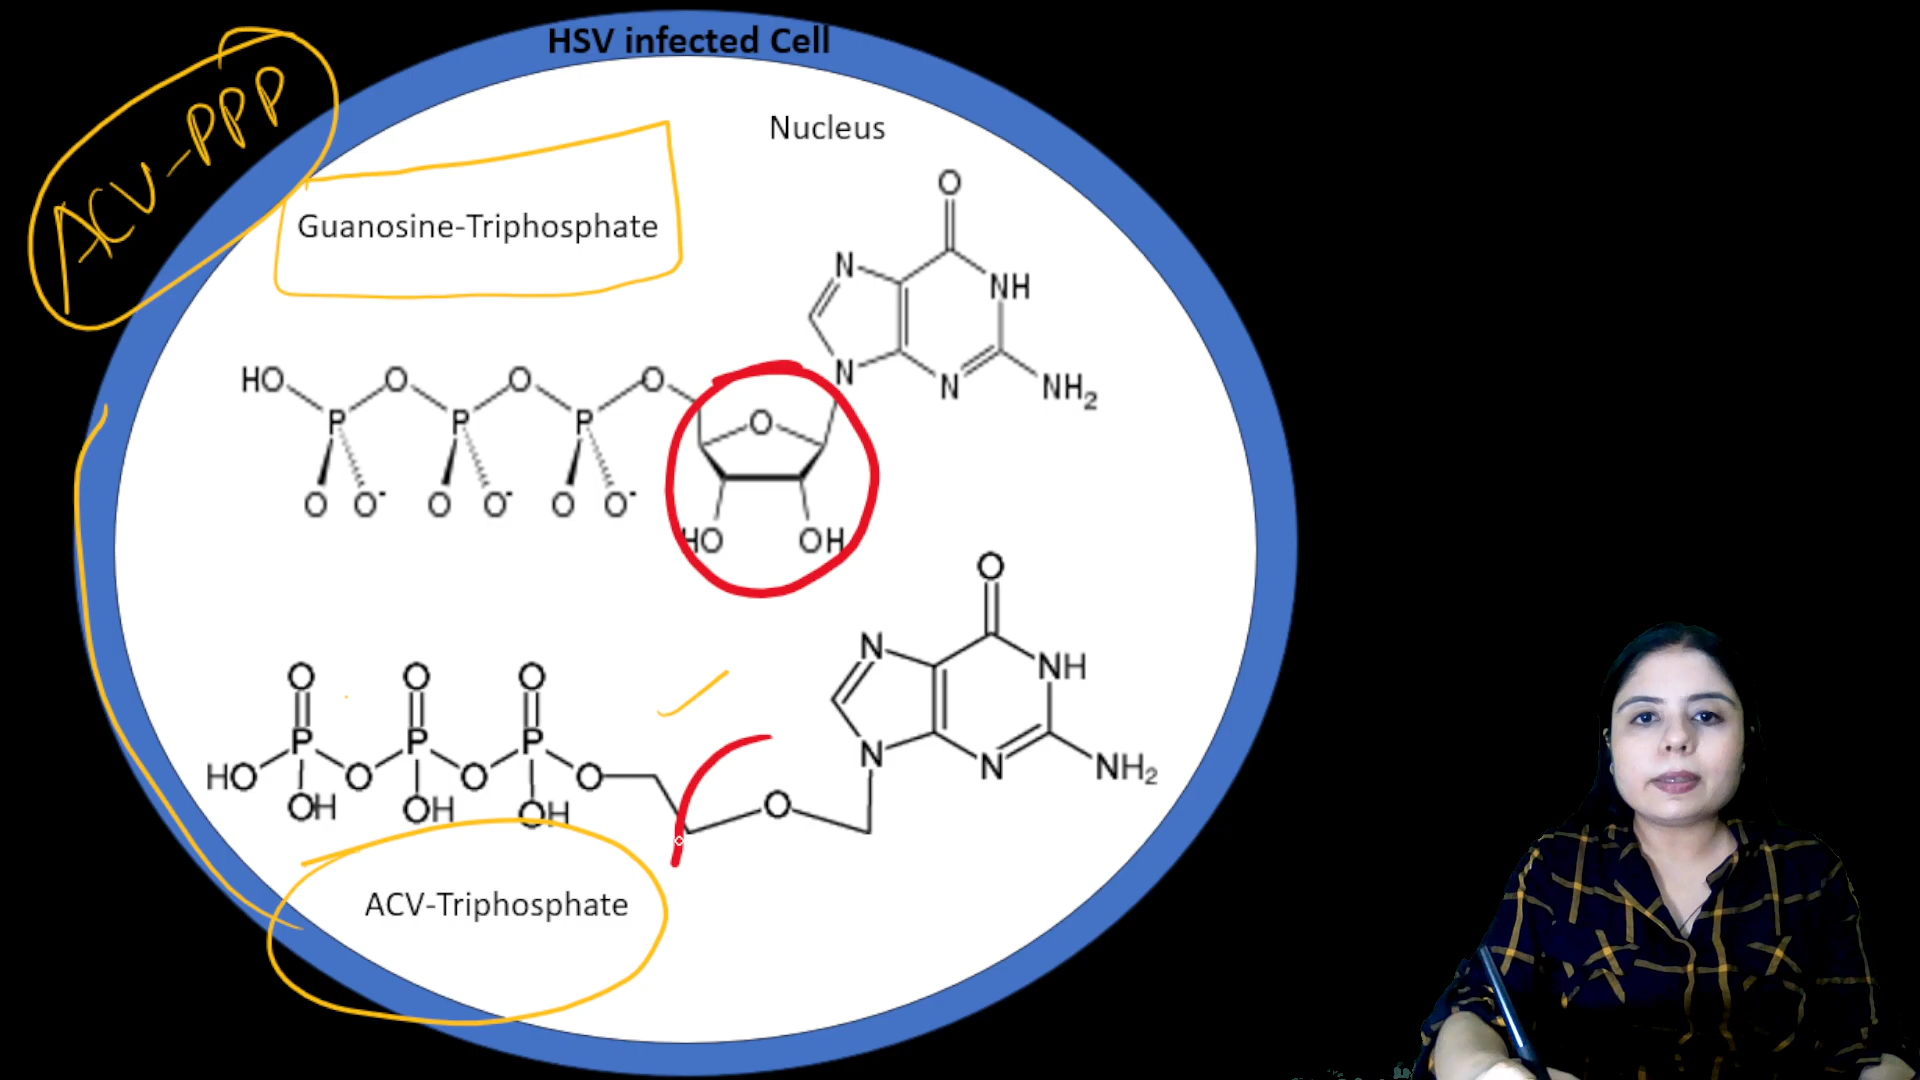 HSV infected Cell
ACV-PPP
Nucleus
Guanosine-Triphosphate
O
N
NH
N
N
NH2
HO
O
O
O
P
P
P
O
O
O-
O
O-
O
O-
HO
OH
O
N
NH
N
N
NH2
O
O
O
P
P
P
HO
O
O
O
OH
OH
OH
O
ACV-Triphosphate